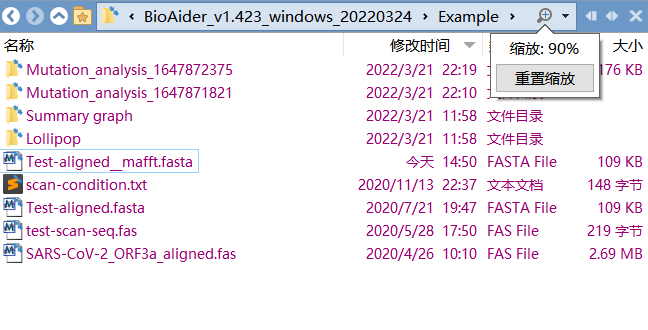 BioAider_v1.423_windows_20220324 Example
名称 修改时间 大小
缩放: 90%
重置缩放
Mutation_analysis_1647872375 2022/3/21 22:19 176 KB
Mutation_analysis_1647871821 2022/3/21 22:10
Summary graph 2022/3/21 11:58 文件目录
Lollipop 2022/3/21 11:58 文件目录
Test-aligned__mafft.fasta 今天 14:50 FASTA File 109 KB
scan-condition.txt 2020/11/13 22:37 文本文档 148 字节
Test-aligned.fasta 2020/7/21 19:47 FASTA File 109 KB
test-scan-seq.fas 2020/5/28 17:50 FAS File 219 字节
SARS-CoV-2_ORF3a_aligned.fas 2020/4/26 10:10 FAS File 2.69 MB